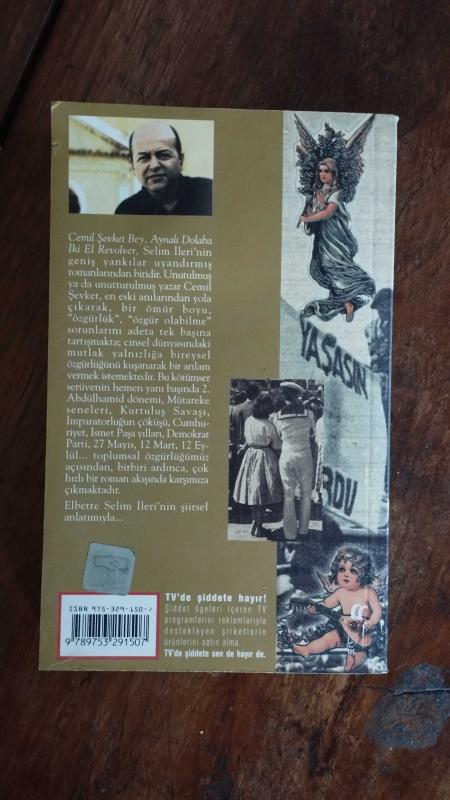 Cemil Şevket Bey, Aynalı Dolaba
İki El Revolver, Selim İleri'nin
geniş yankılar uyandırmış
romanlarından biridir. Unutulmuş
ya da unutturulmuş yazar Cemil
Şevket, en eski anılarından yola
çıkarak, bir ömür boyu,
"özgürlük", "özgür olabilme"
sorunlarını adeta tek başına
tartışmakta; cinsel dünyasındaki
mutlak yalnızlığa bireysel
özgürlüğünü kuşanarak bir anlam
vermek istemektedir. Bu kötümser
serüvenin hemen yanı başında 2.
Abdülhamid dönemi, Mütareke
seneleri, Kurtuluş Savaşı,
İmparatorluğun çöküşü, Cumhu-
riyet, İsmet Paşa yılları, Demokrat
Parti, 27 Mayıs, 12 Mart, 12 Ey-
lül... toplumsal özgürlüğümüz
açısından, birbiri ardınca, çok
hızlı bir roman akışında karşımıza
çıkmaktadır.
Elbette Selim İleri'nin şiirsel
anlatımıyla...
YAŞASIN
ORDU
ISBN 975-329-150-7
9 789753 291507
TV'de şiddete hayır!
Şiddet ögeleri içeren TV
programlarını reklamlarıyla
destekleyen şirketlerin
ürünlerini satın alma.
TV'de şiddete sen de hayır de.